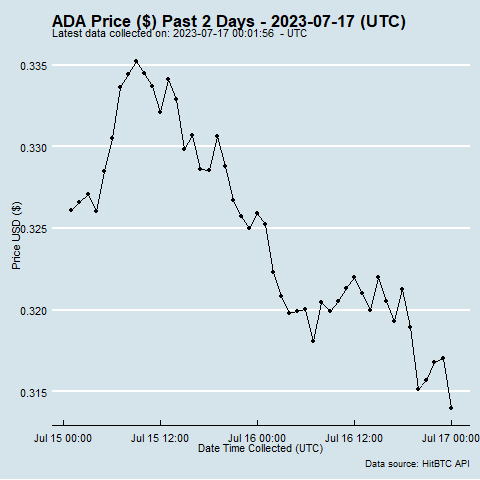 ADA Price ($) Past 2 Days - 2023-07-17 (UTC)
Latest data collected on: 2023-07-17 00:01:56 - UTC
Price USD ($)
0.335
0.330
0.325
0.320
0.315
Jul 15 00:00 Jul 15 12:00 Jul 16 00:00 Jul 16 12:00 Jul 17 00:00
Date Time Collected (UTC)
Data source: HitBTC API